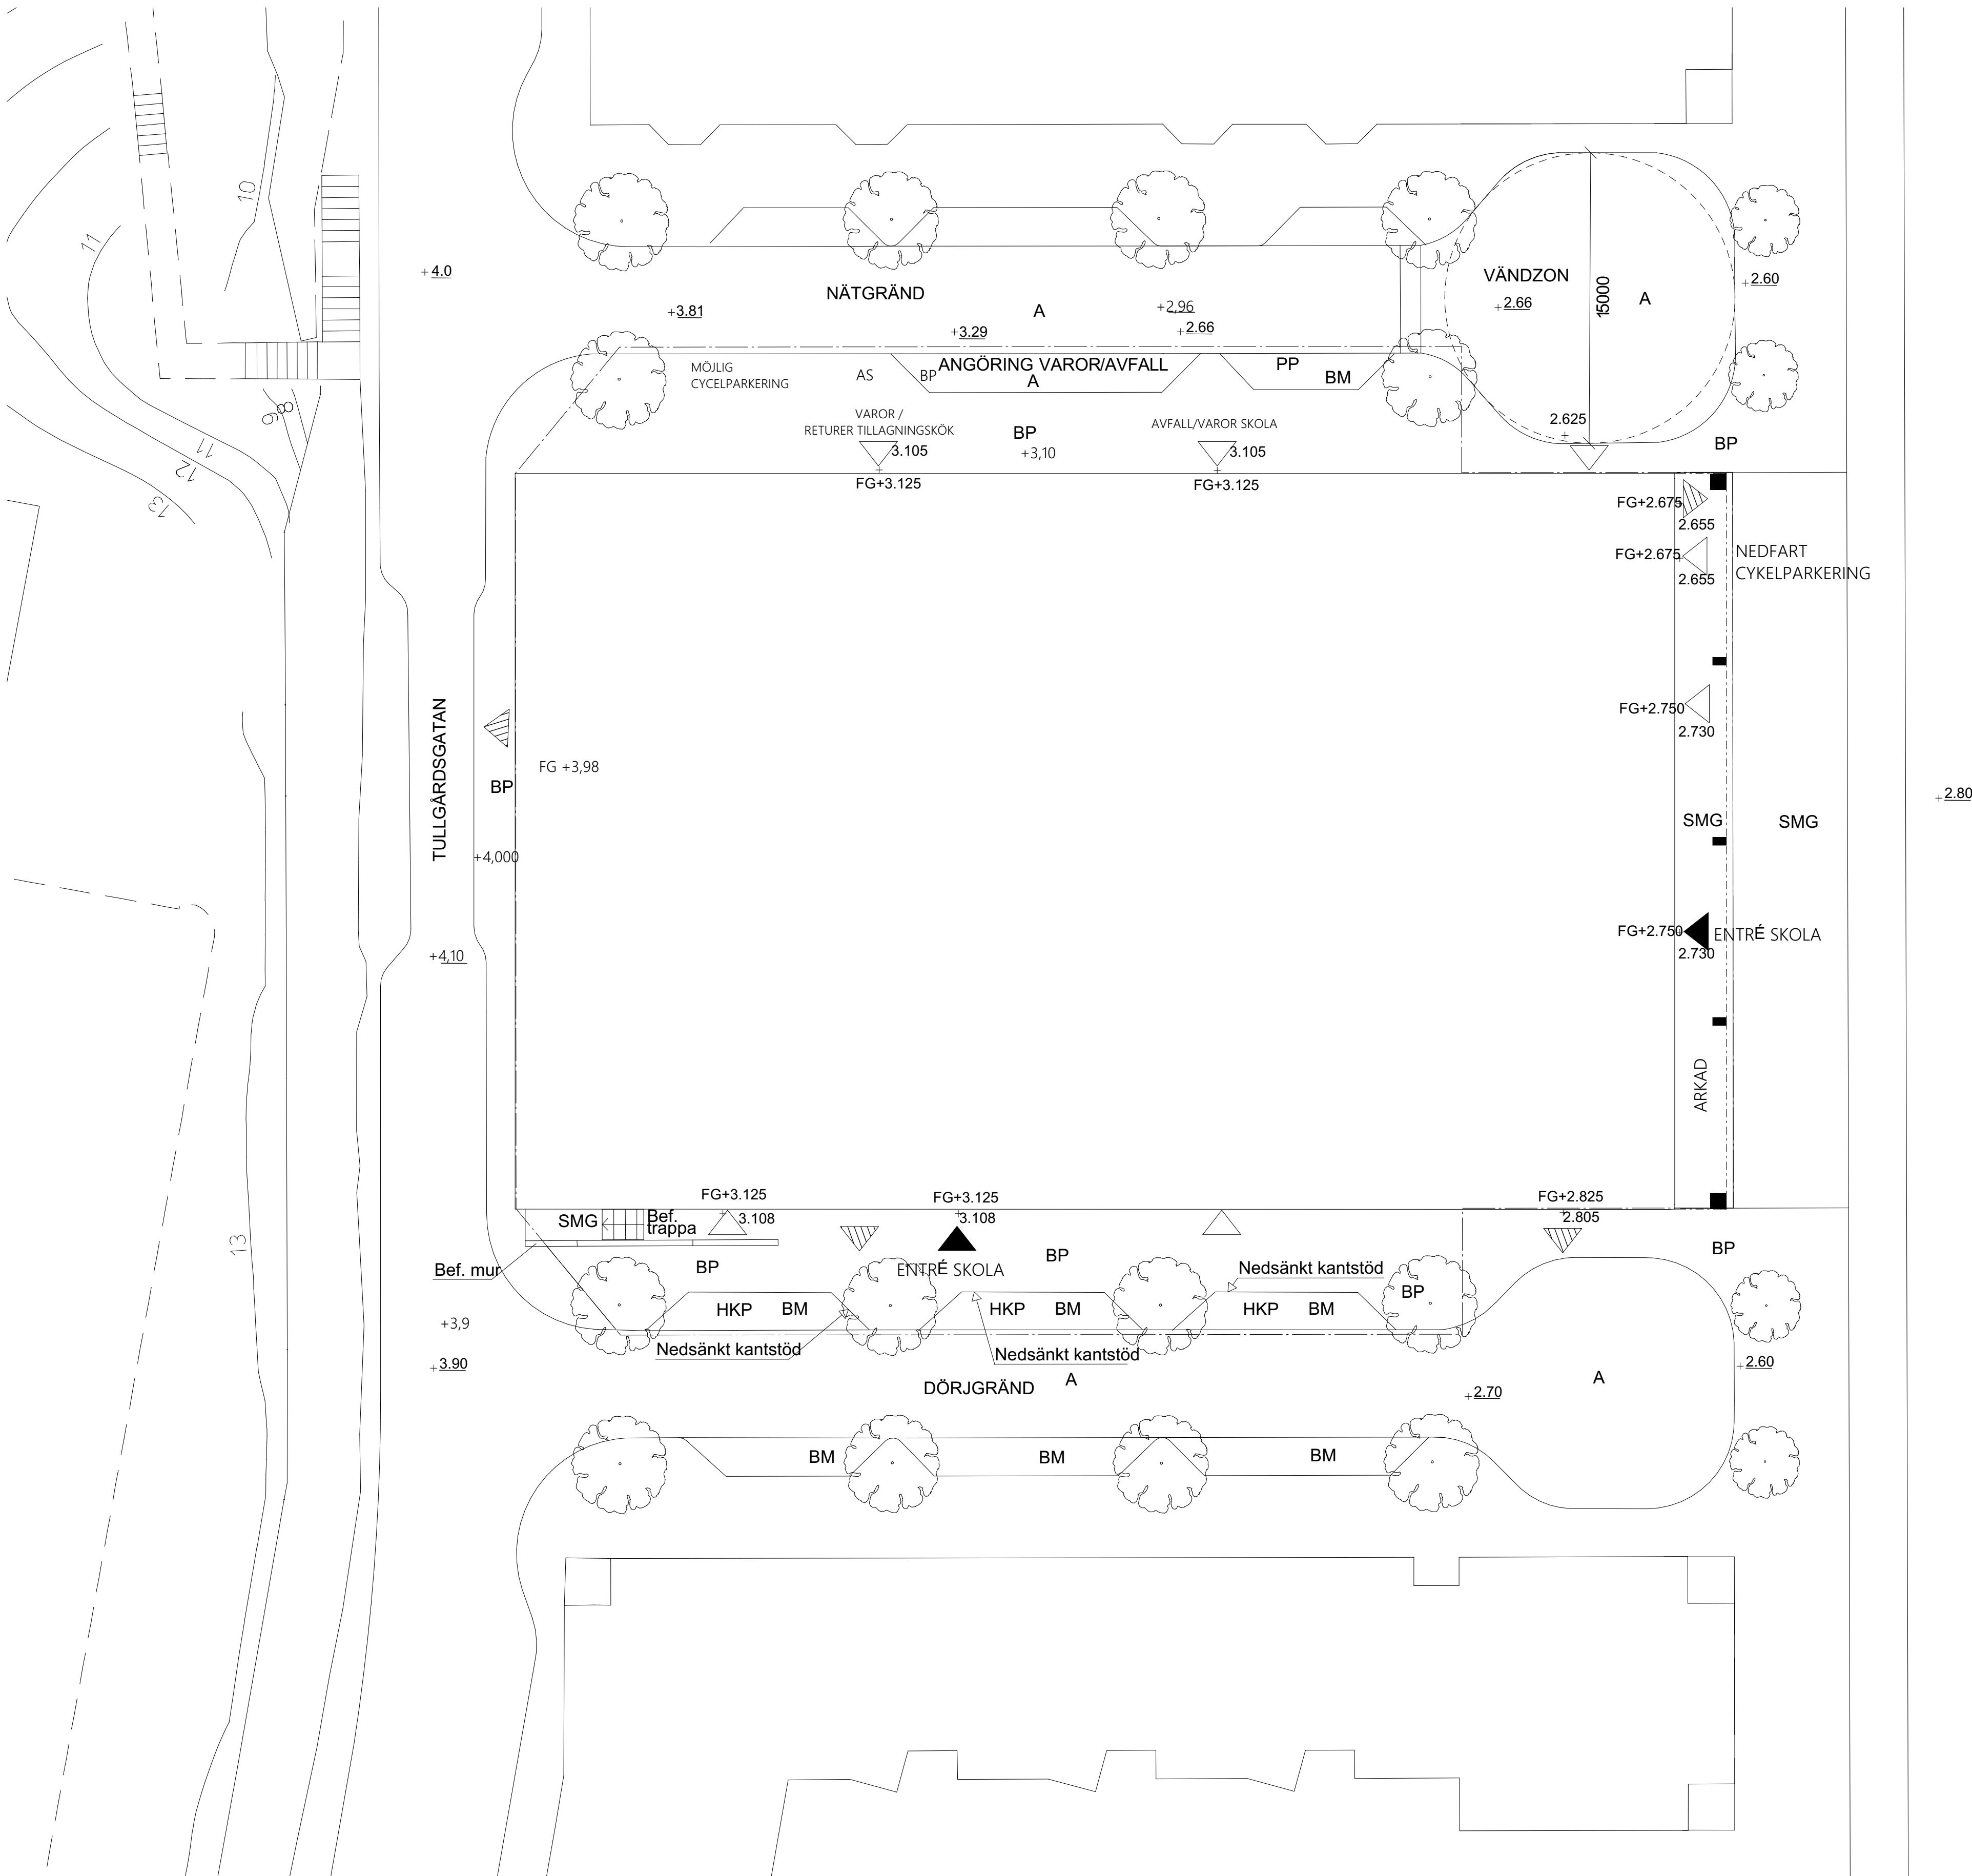 10
11
+4.0
NÄTGRÄND
A
VÄNDZON
15000
A
+2.60
+3.81
+2,96
+2.66
+3.29
+2.66
MÖJLIG
CYCELPARKERING
AS
BP
ANGÖRING VAROR/AVFALL
A
PP
BM
9
8
11
12
13
VAROR /
RETURER TILLAGNINGSKÖK
3.105
FG+3.125
BP
+3,10
AVFALL/VAROR SKOLA
3.105
FG+3.125
2.625
+
BP
FG+2.675
2.655
FG+2.675
2.655
NEDFART
CYKELPARKERING
FG+2.750
2.730
TULLGÅRDSGATAN
BP
FG +3,98
+4,000
+4,10
SMG
SMG
+2.80
FG+2.750
2.730
ENTRÉ SKOLA
ARKAD
13
SMG
Bef.
trappa
FG+3.125
3.108
FG+3.125
3.108
FG+2.825
2.805
Bef. mur
BP
ENTRÉ SKOLA
BP
Nedsänkt kantstöd
BP
BP
HKP
BM
HKP
BM
HKP
BM
+3,9
+3.90
Nedsänkt kantstöd
Nedsänkt kantstöd
DÖRJGRÄND
A
+2.70
A
+2.60
BM
BM
BM